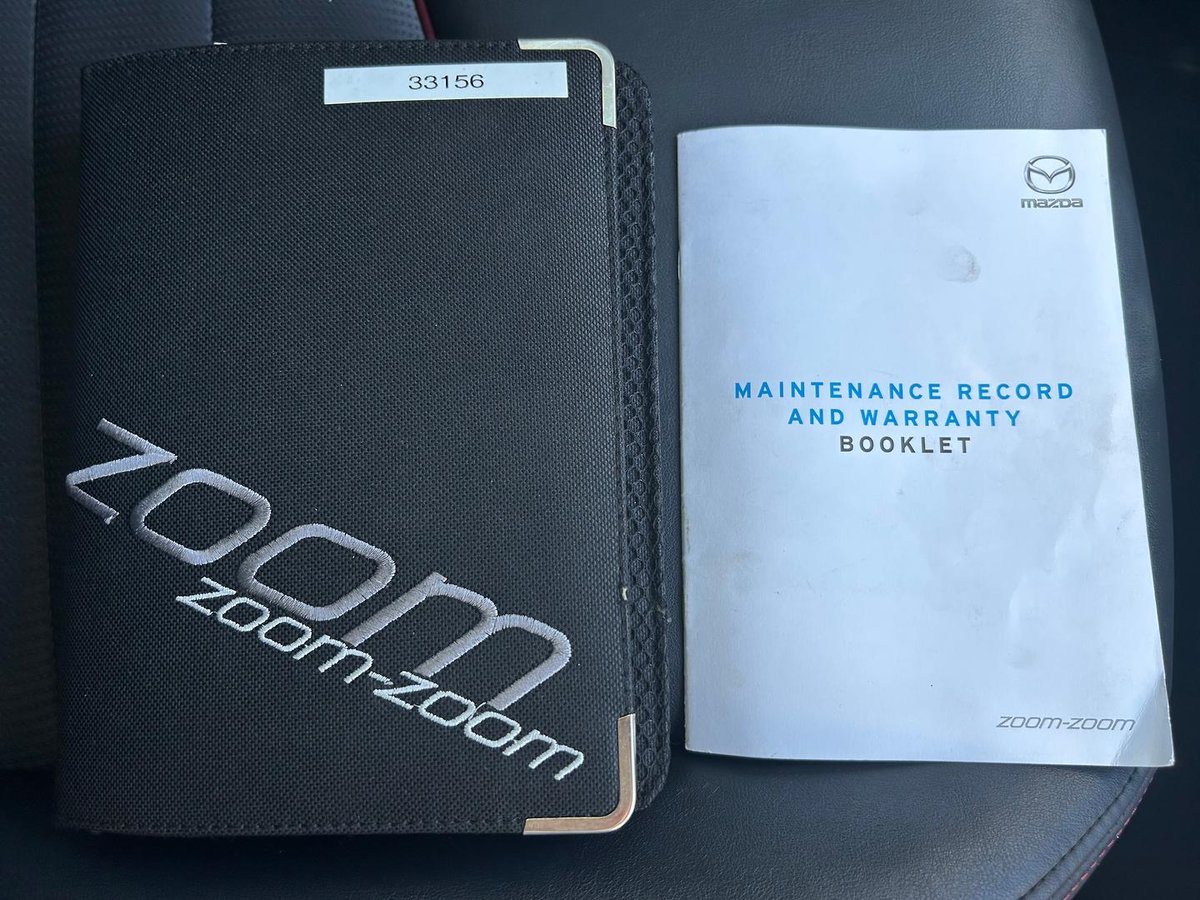 33156
zoom
zoom-zoom
mazda
MAINTENANCE RECORD
AND WARRANTY
BOOKLET
zoom-zoom